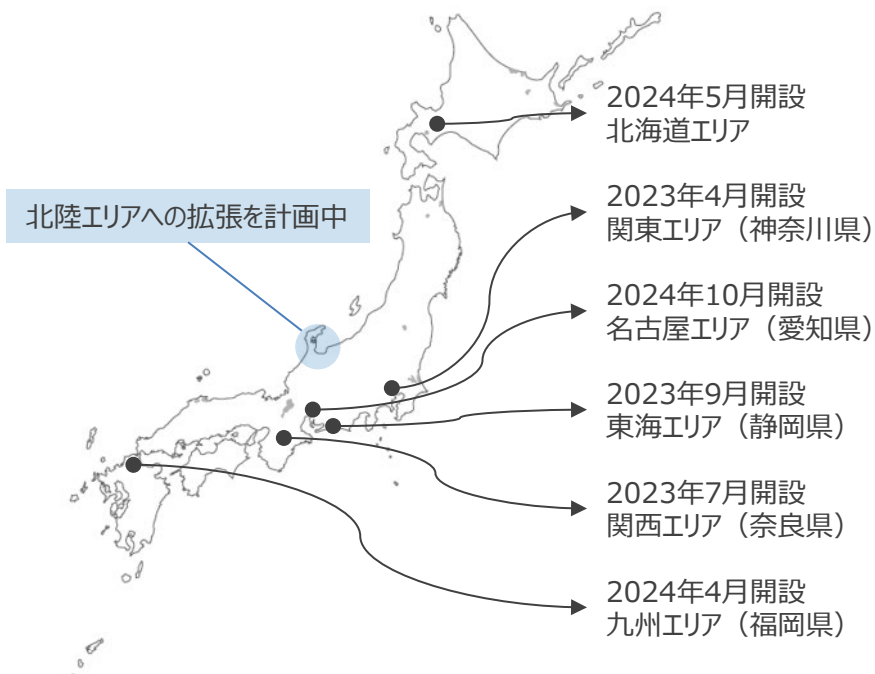 2024年5月開設
北海道エリア
北陸エリアへの拡張を計画中
2023年4月開設
関東エリア（神奈川県）
2024年10月開設
名古屋エリア（愛知県）
2023年9月開設
東海エリア（静岡県）
2023年7月開設
関西エリア（奈良県）
2024年4月開設
九州エリア（福岡県）